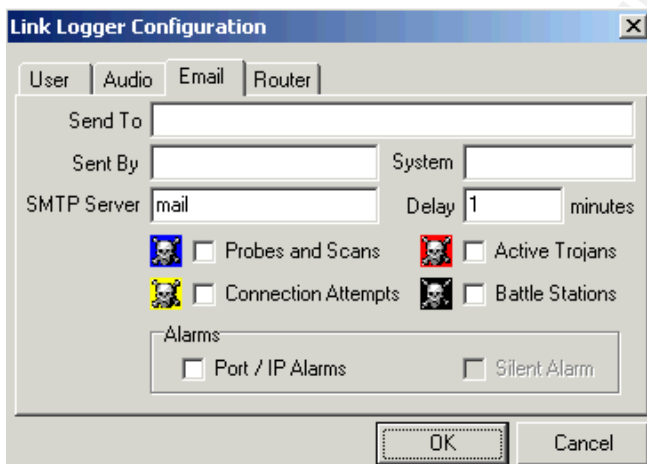 Link Logger Configuration
User Audio Email Router
Send To
Sent By System
SMTP Server mail Delay 1 minutes
Probes and Scans Active Trojans
Connection Attempts Battle Stations
Alarms
Port / IP Alarms Silent Alarm
OK Cancel